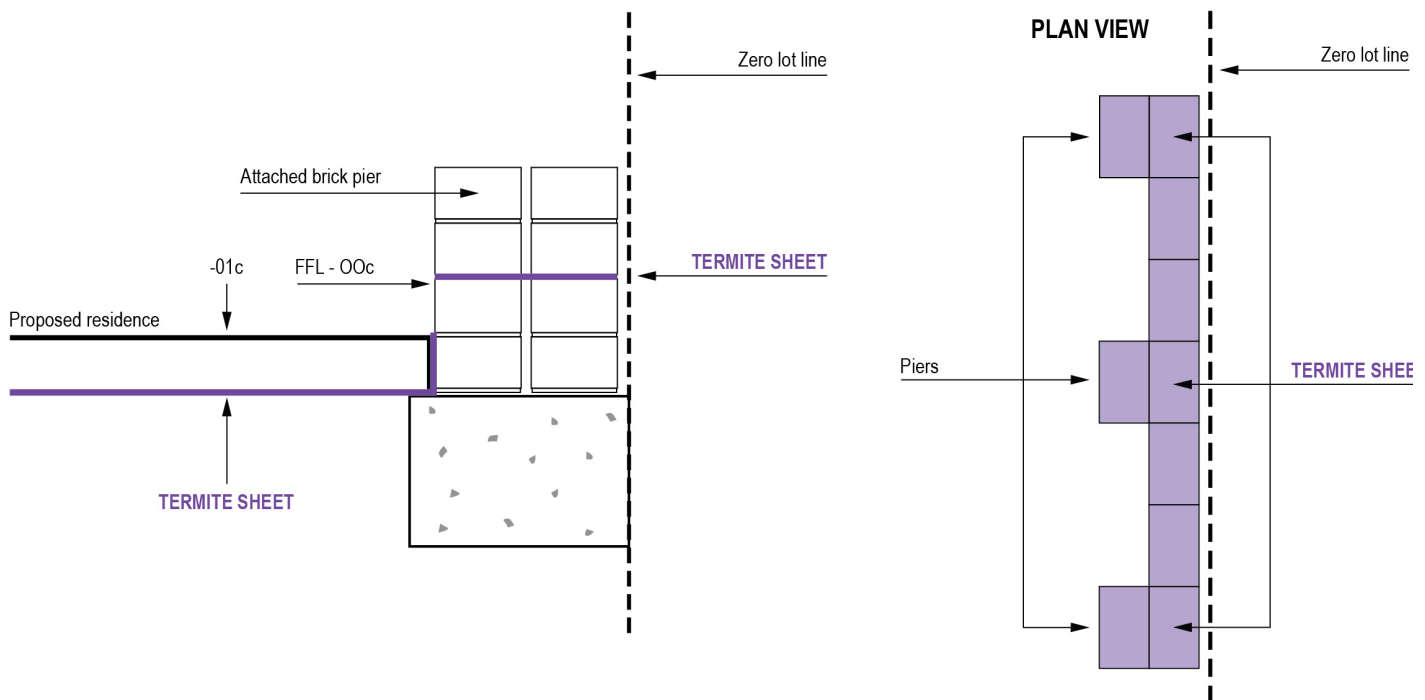 Zero lot line
Attached brick pier
-01c
FFL - OOc
TERMITE SHEET
Proposed residence
TERMITE SHEET
PLAN VIEW
Zero lot line
Piers
TERMITE SHEE